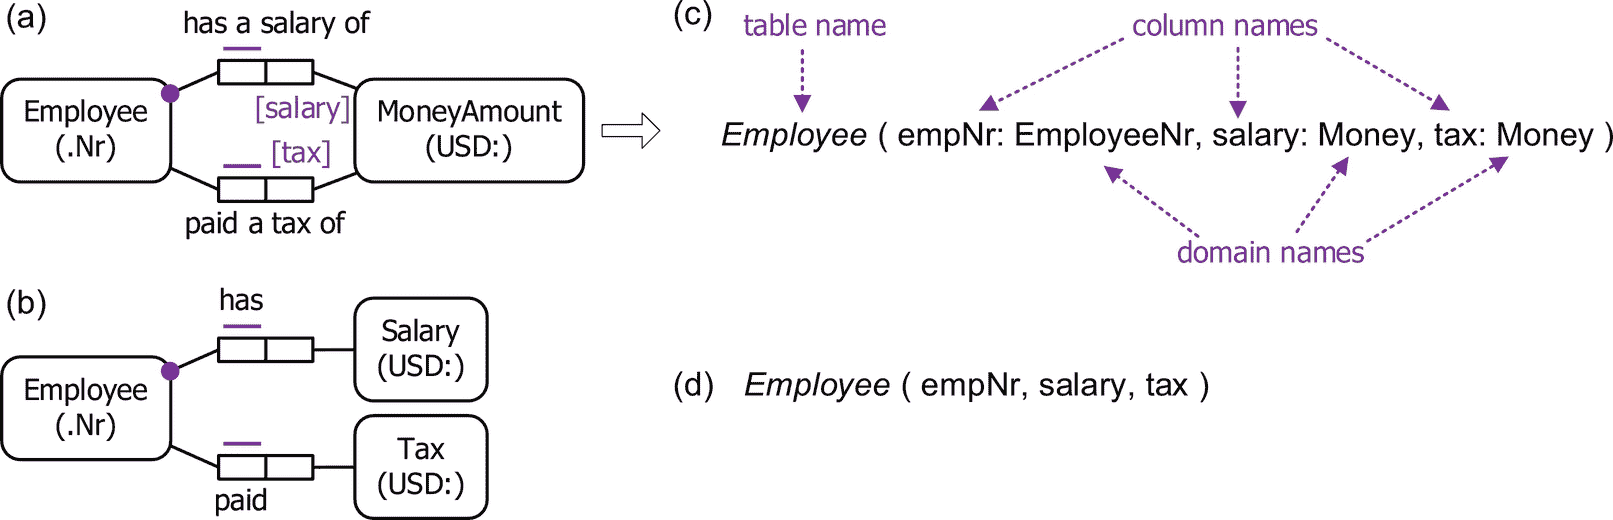 (a)
has a salary of
Employee
(.Nr)
[salary]
[tax]
MoneyAmount
(USD:)
paid a tax of
(b)
has
Employee
(.Nr)
Salary
(USD:)
Tax
(USD:)
paid
(c)
table name
column names
Employee ( empNr: EmployeeNr, salary: Money, tax: Money )
domain names
(d) Employee ( empNr, salary, tax )